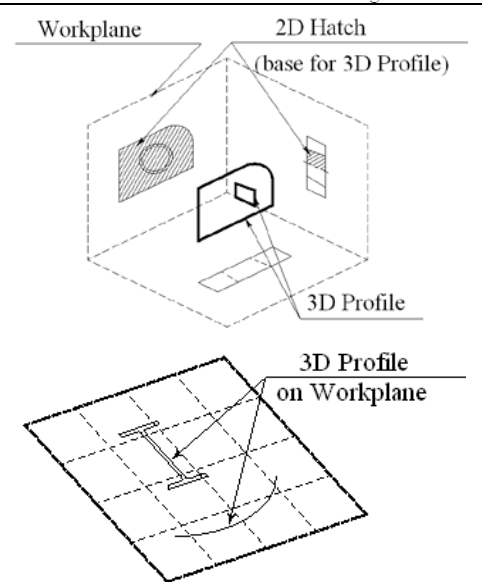 Workplane
2D Hatch
(base for 3D Profile)
3D Profile
3D Profile
on Workplane